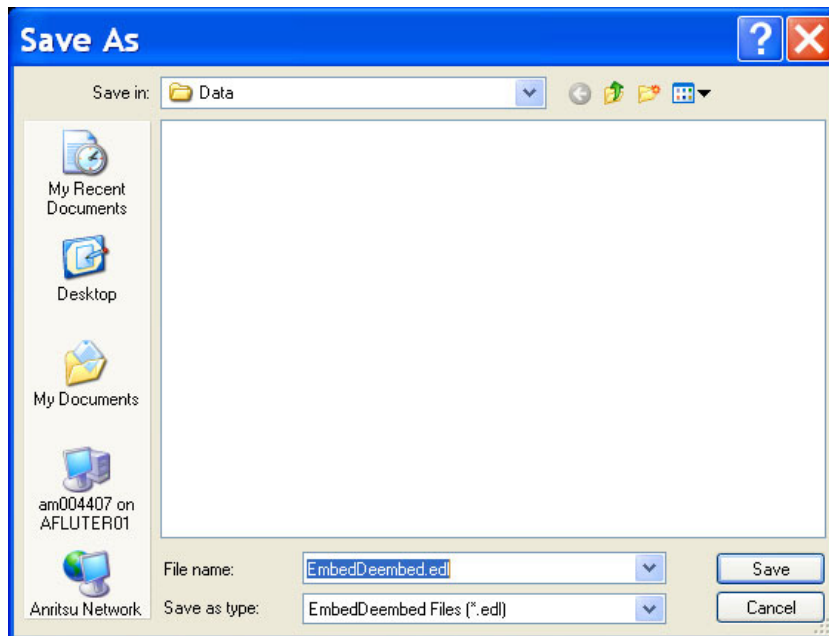 Save As
Save in:
Data
My Recent
Documents
Desktop
My Documents
am004407 on
AFLUTER01
Anritsu Network
File name:
EmbedDeembed.edl
Save
Save as type:
EmbedDeembed Files (*.edl)
Cancel